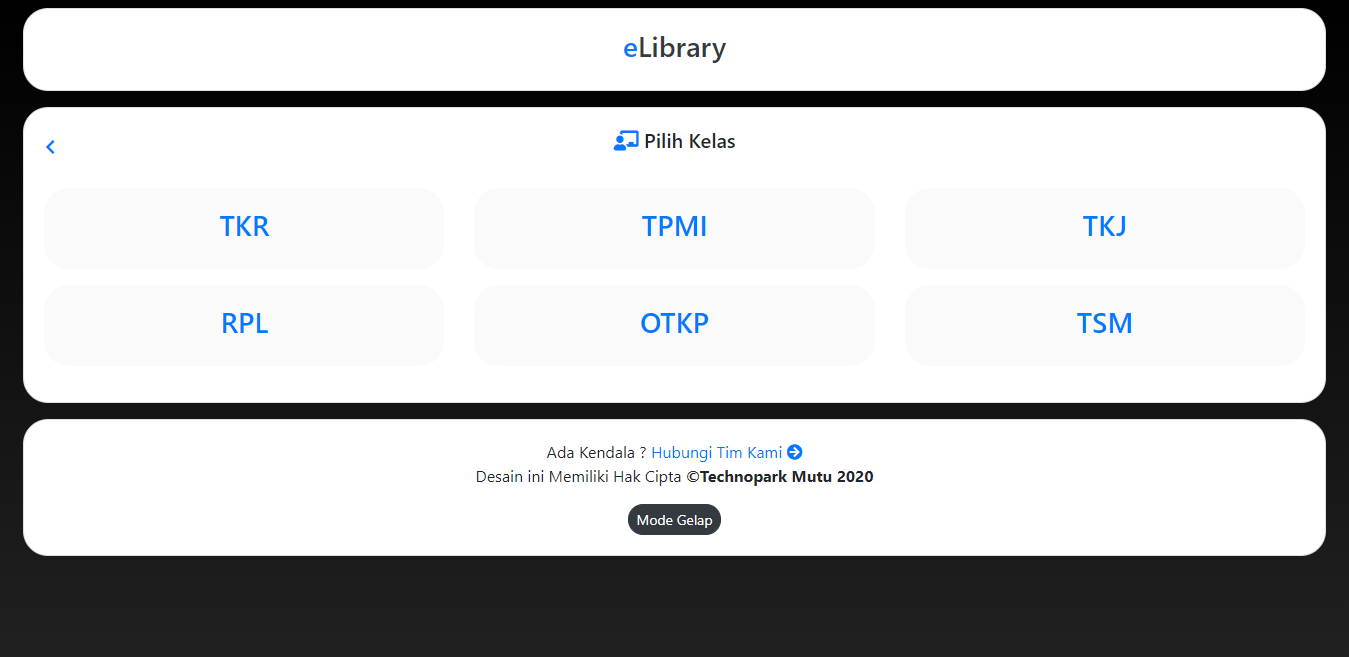 eLibrary
Pilih Kelas
TKR
TPMI
TKJ
RPL
OTKP
TSM
Ada Kendala ? Hubungi Tim Kami
Desain ini Memiliki Hak Cipta ©Technopark Mutu 2020
Mode Gelap